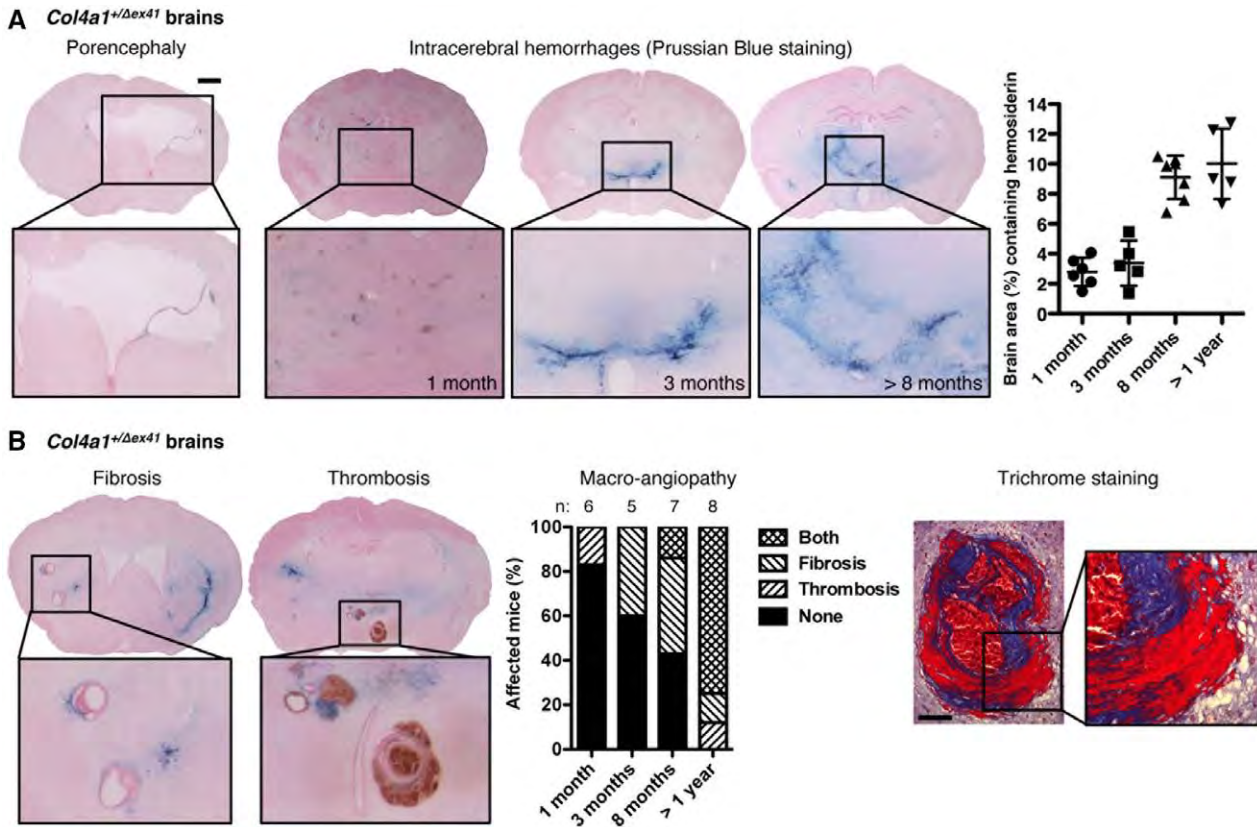 A Col4a1+/Δex41 brains
Porencephaly
Intracerebral hemorrhages (Prussian Blue staining)
1 month
3 months
> 8 months
Brain area (%) containing hemosiderin
14
12
10
8
6
4
2
0
1 month
3 months
8 months
> 1 year
B Col4a1+/Δex41 brains
Fibrosis
Thrombosis
Macro-angiopathy
n: 6 5 7 8
Affected mice (%)
100
80
60
40
20
0
1 month
3 months
8 months
> 1 year
Both
Fibrosis
Thrombosis
None
Trichrome staining